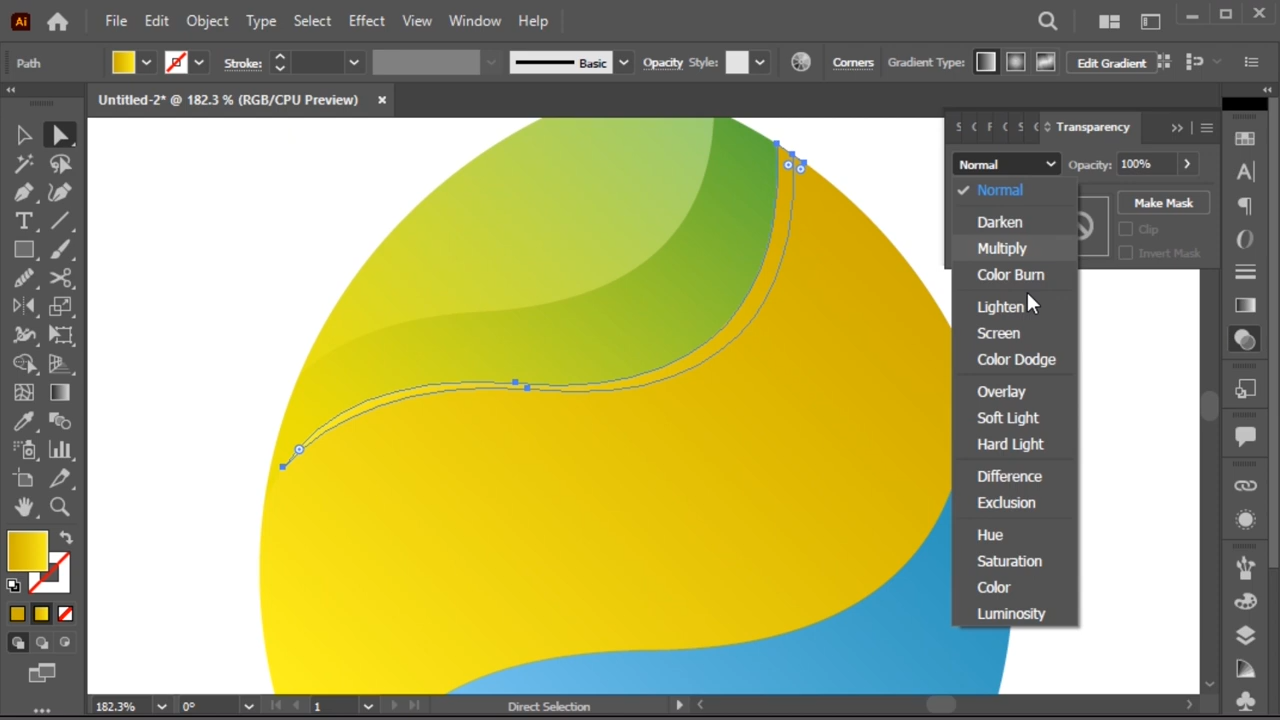 Ai File Edit Object Type Select Effect View Window Help
Path Stroke: Basic Opacity Style: Corners Gradient Type: Edit Gradient
Untitled-2* @ 182.3 % (RGB/CPU Preview)
Transparency
Normal Opacity: 100%
Normal
Darken
Multiply
Color Burn
Lighten
Screen
Color Dodge
Overlay
Soft Light
Hard Light
Difference
Exclusion
Hue
Saturation
Color
Luminosity
Make Mask
Clip
Invert Mask
182.3% 0° 1 Direct Selection